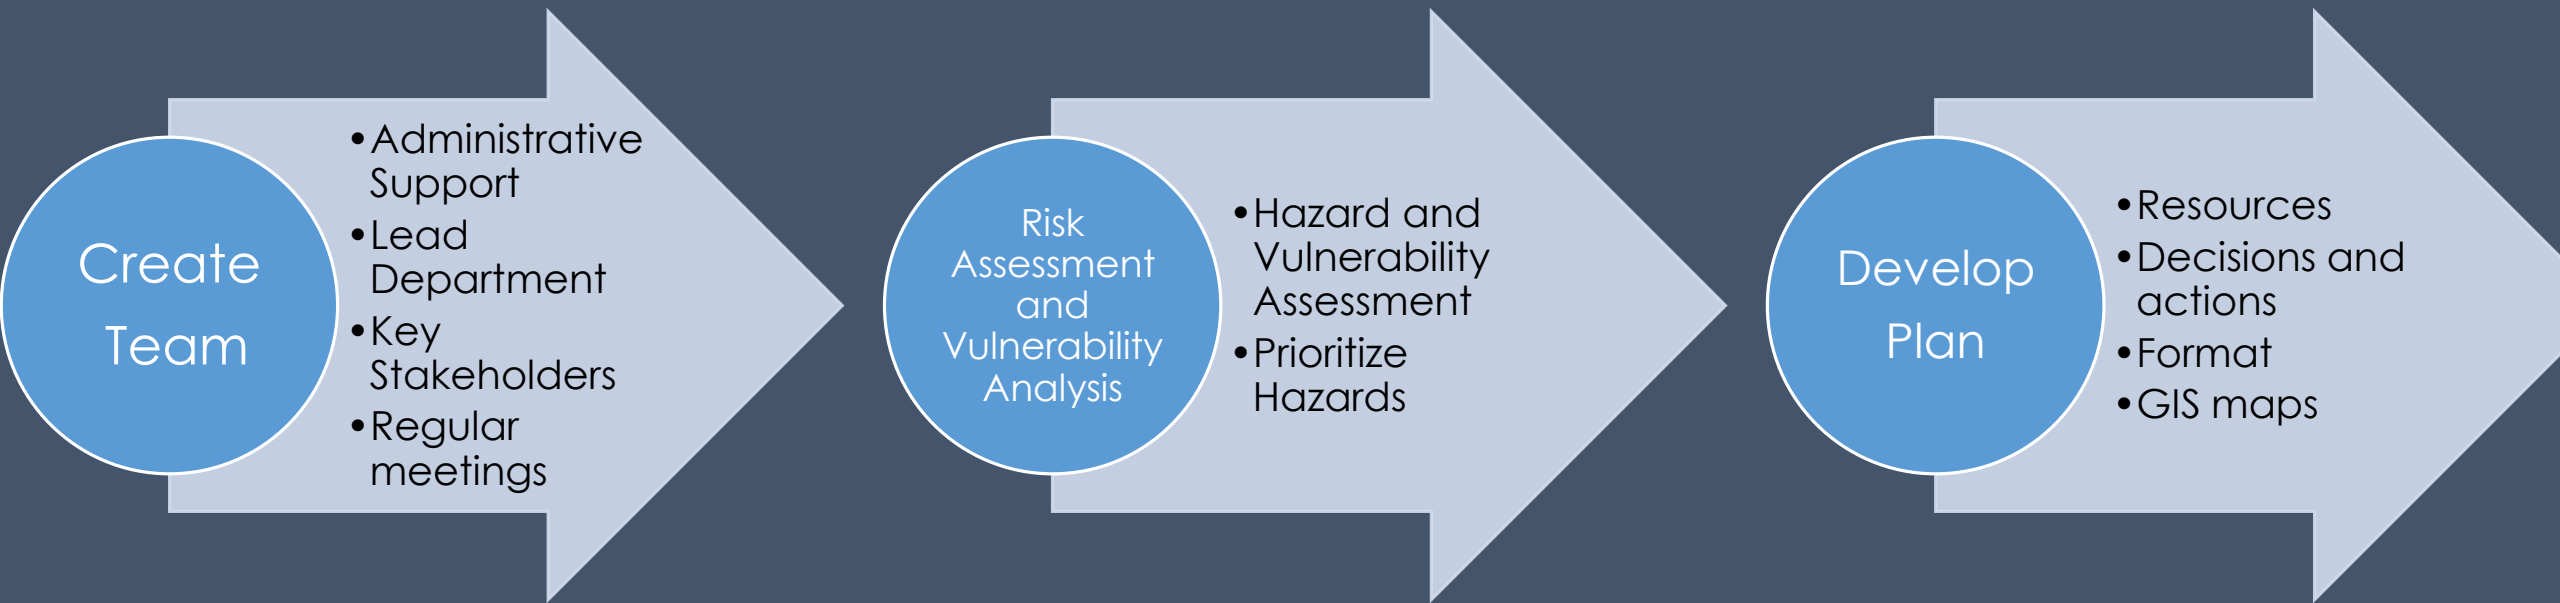 Create
Team
•Administrative
Support
•Lead
Department
•Key
Stakeholders
•Regular
meetings
Risk
Assessment
and
Vulnerability
Analysis
•Hazard and
Vulnerability
Assessment
•Prioritize
Hazards
Develop
Plan
•Resources
•Decisions and
actions
•Format
•GIS maps